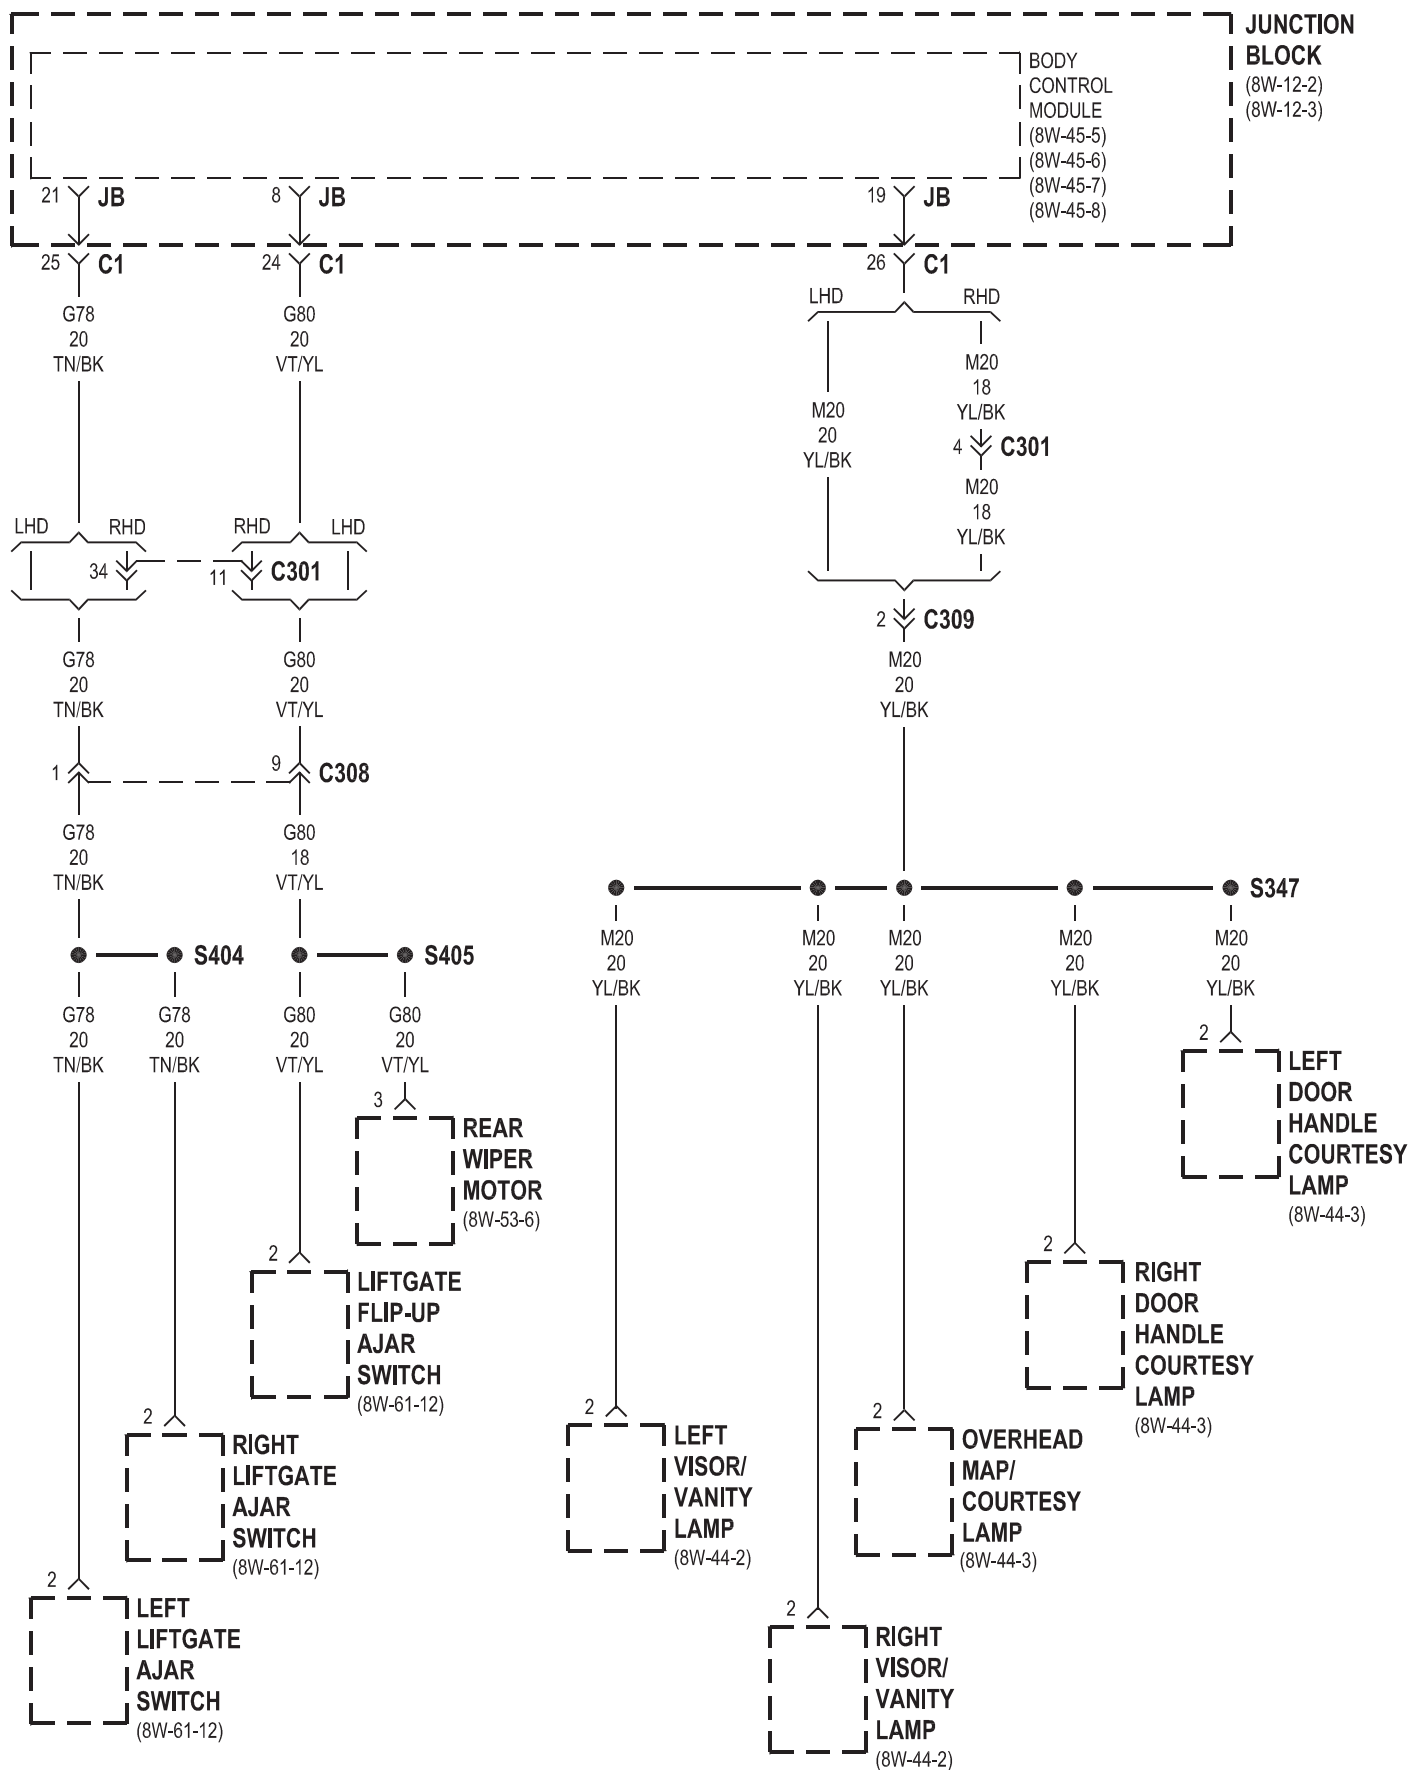 JUNCTION
BLOCK
(8W-12-2)
(8W-12-3)
BODY
CONTROL
MODULE
(8W-45-5)
(8W-45-6)
(8W-45-7)
(8W-45-8)
21 JB
8 JB
19 JB
25 C1
24 C1
26 C1
G78
20
TN/BK
G80
20
VT/YL
LHD
RHD
M20
20
YL/BK
M20
18
YL/BK
4 C301
M20
18
YL/BK
LHD
RHD
RHD
LHD
34
11 C301
2 C309
G78
20
TN/BK
G80
20
VT/YL
M20
20
YL/BK
1
9 C308
G78
20
TN/BK
G80
18
VT/YL
S404
S405
S347
G78
20
TN/BK
G78
20
TN/BK
G80
20
VT/YL
G80
20
VT/YL
M20
20
YL/BK
M20
20
YL/BK
M20
20
YL/BK
M20
20
YL/BK
M20
20
YL/BK
2
LEFT
DOOR
HANDLE
COURTESY
LAMP
(8W-44-3)
3
REAR
WIPER
MOTOR
(8W-53-6)
2
LIFTGATE
FLIP-UP
AJAR
SWITCH
(8W-61-12)
2
RIGHT
DOOR
HANDLE
COURTESY
LAMP
(8W-44-3)
2
RIGHT
LIFTGATE
AJAR
SWITCH
(8W-61-12)
2
LEFT
VISOR/
VANITY
LAMP
(8W-44-2)
2
OVERHEAD
MAP/
COURTESY
LAMP
(8W-44-3)
2
LEFT
LIFTGATE
AJAR
SWITCH
(8W-61-12)
2
RIGHT
VISOR/
VANITY
LAMP
(8W-44-2)